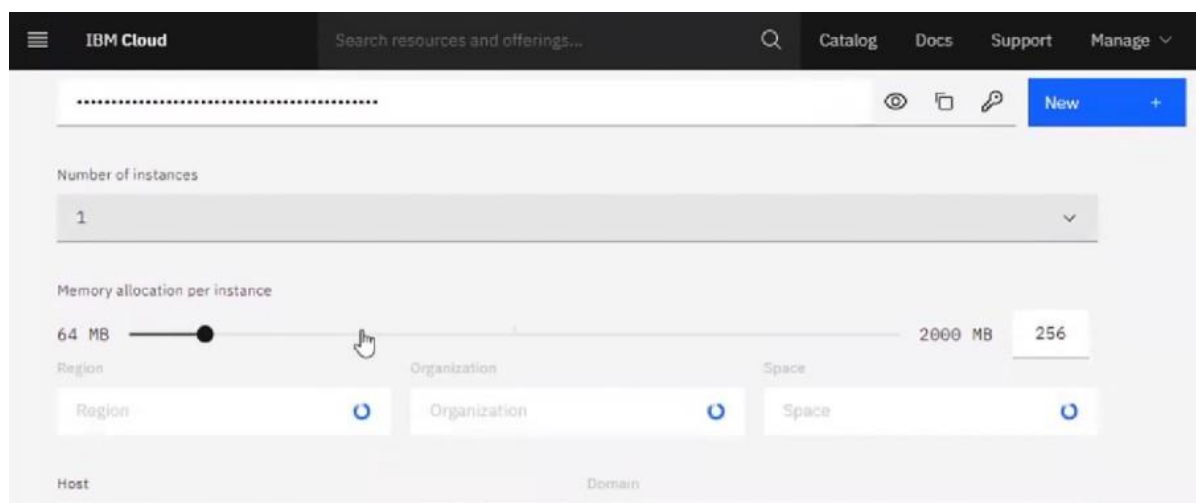 IBM Cloud Search resources and offerings... Catalog Docs Support Manage
New +
Number of instances
1
Memory allocation per instance
64 MB 2000 MB 256
Region Organization Space
Region Organization Space
Host Domain